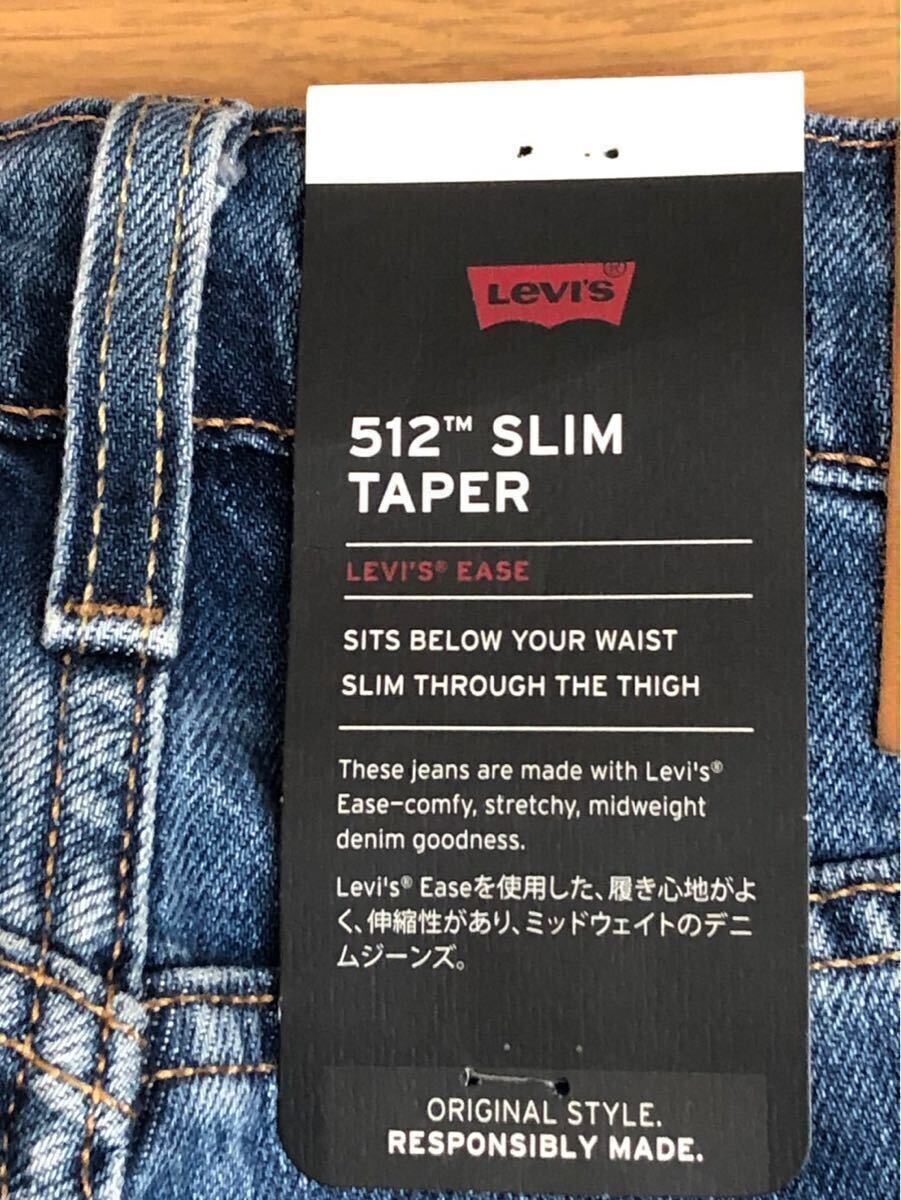 Levi's®
512™ SLIM
TAPER
LEVI'S® EASE
SITS BELOW YOUR WAIST
SLIM THROUGH THE THIGH
These jeans are made with Levi's®
Ease-comfy, stretchy, midweight
denim goodness.
Levi's® Easeを使用した、履き心地がよ
く、伸縮性があり、ミッドウェイトのデニ
ムジーンズ。
ORIGINAL STYLE.
RESPONSIBLY MADE.